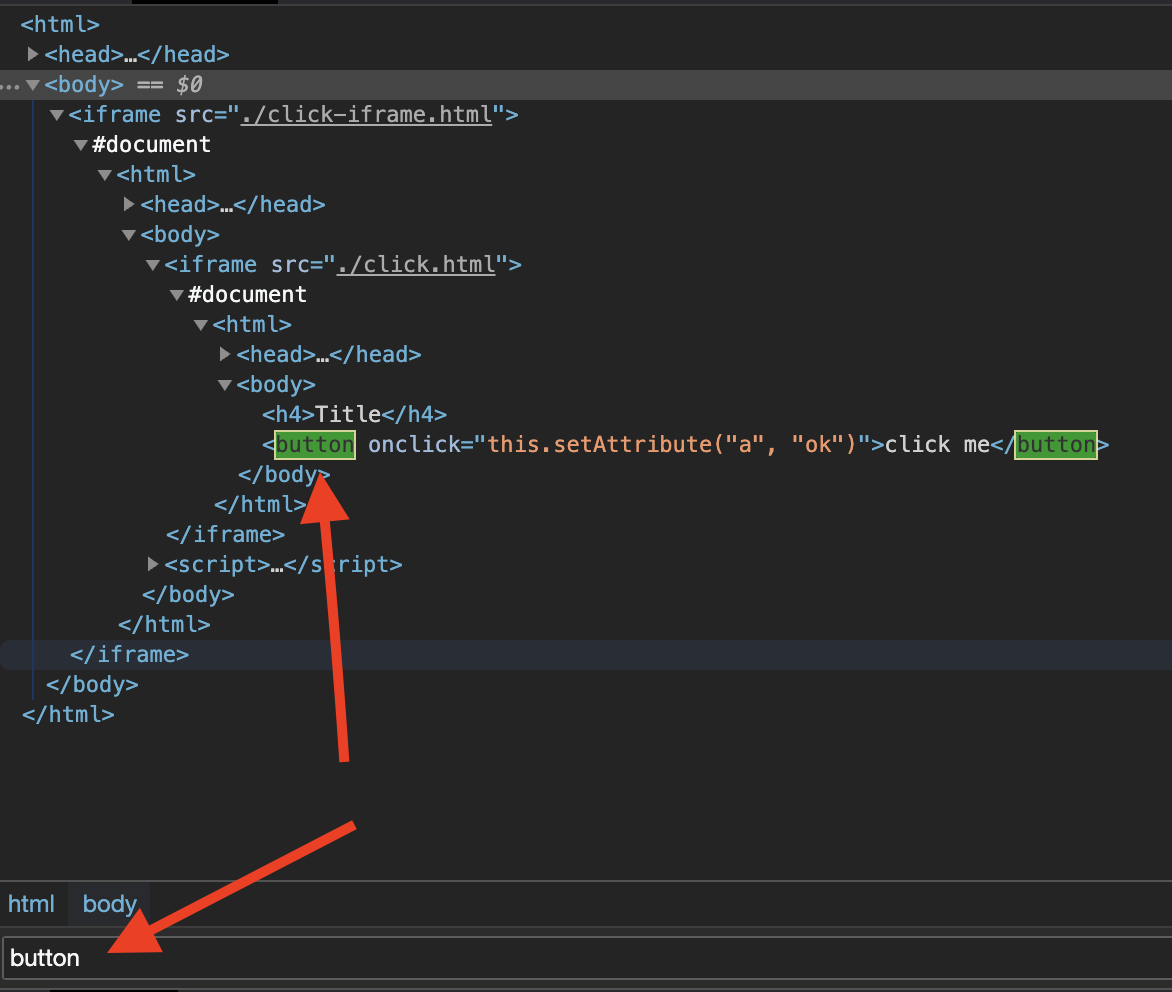 <html>
<head>…</head>
<body> == $0
<iframe src="./click-iframe.html">
#document
<html>
<head>…</head>
<body>
<iframe src="./click.html">
#document
<html>
<head>…</head>
<body>
<h4>Title</h4>
<button onclick="this.setAttribute("a", "ok")">click me</button>
</body>
</html>
</iframe>
<script>…</script>
</body>
</html>
</iframe>
</body>
</html>
html body
button